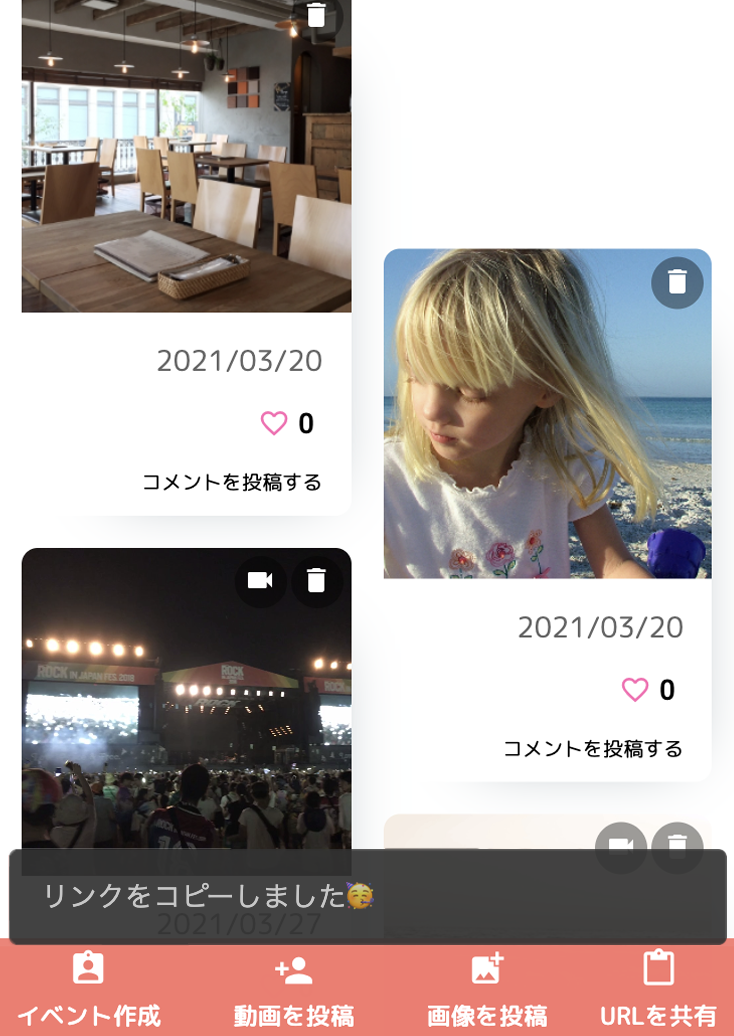 2021/03/20
0
コメントを投稿する
2021/03/20
0
コメントを投稿する
ROCK IN JAPAN FES.2018
ROCK
リンクをコピーしました🥳
2021/03/27
イベント作成
動画を投稿
画像を投稿
URLを共有